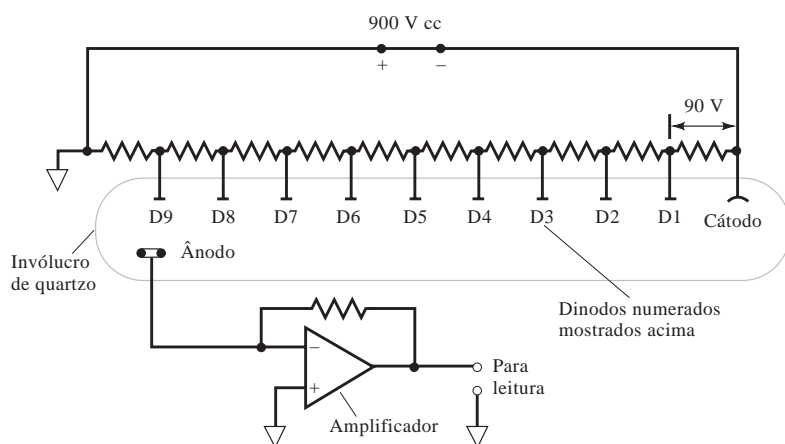 900 V cc
+ −
90 V
D9 D8 D7 D6 D5 D4 D3 D2 D1 Cátodo
Ânodo
Invólucro
de quartzo
Dinodos numerados
mostrados acima
−
+
Para
leitura
Amplificador